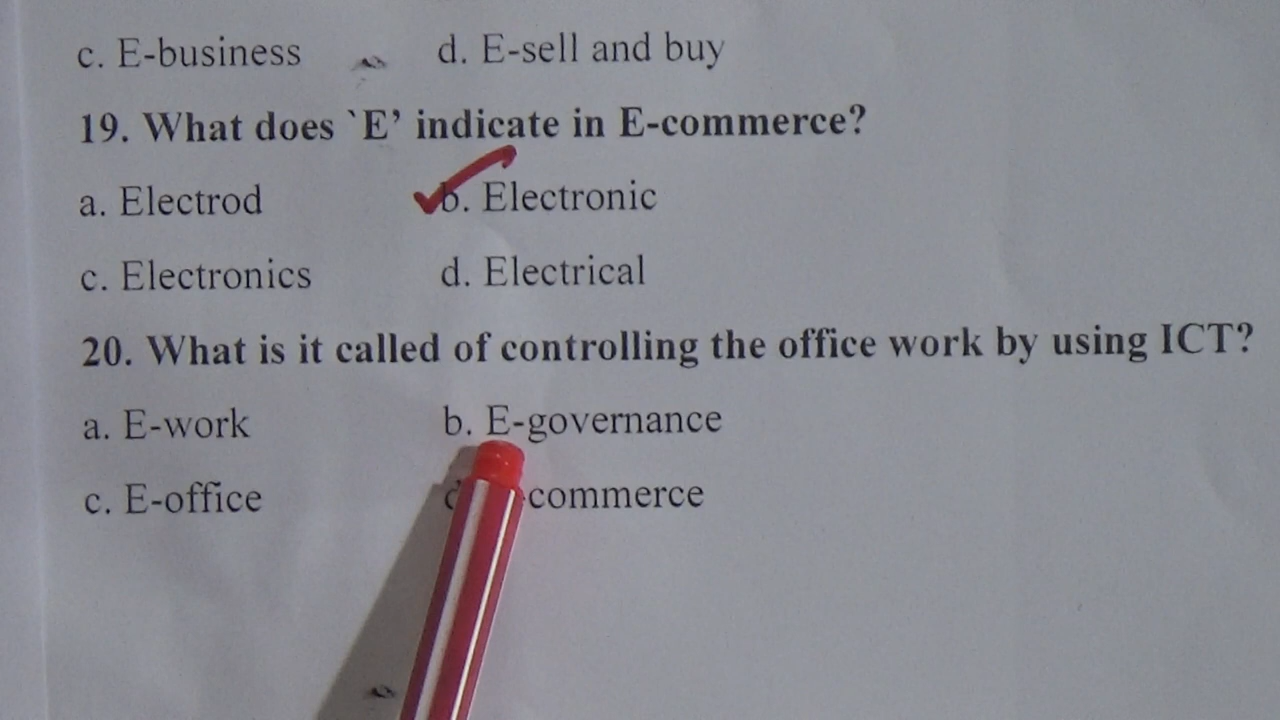 c. E-business d. E-sell and buy
19. What does `E’ indicate in E-commerce?
a. Electrod b. Electronic
c. Electronics d. Electrical
20. What is it called of controlling the office work by using ICT?
a. E-work b. E-governance
c. E-office commerce